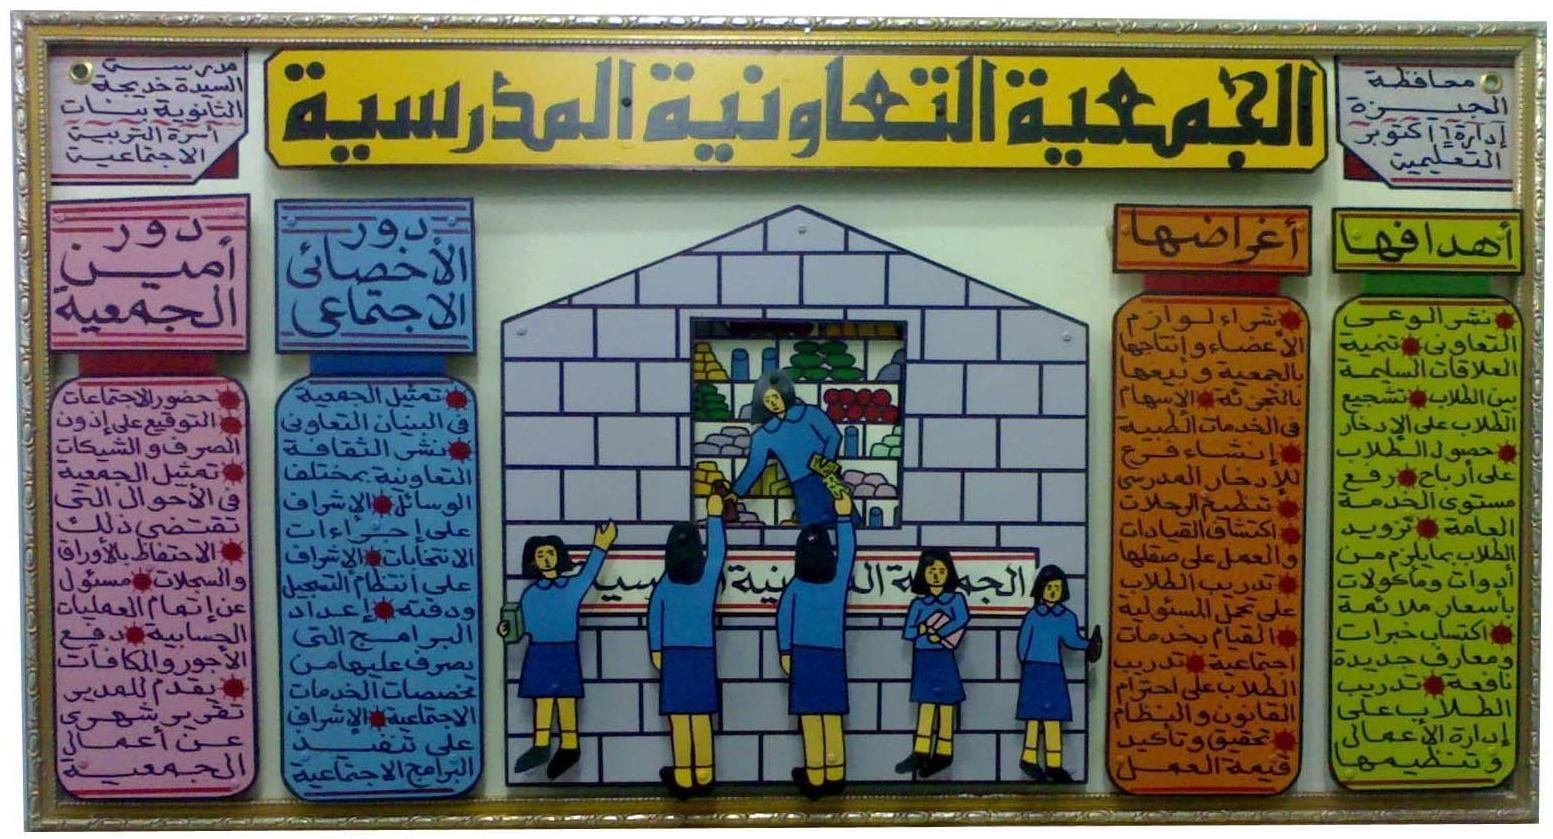 محافظة
الجيزة
إدارة ٦ أكتوبر
التعليمية
الجمعية التعاونية المدرسية
مدرسة
السيدة خديجة
الثانوية بنات
أسرة التربية
الاجتماعية
أهدافها
نشر الوعى
التعاونى تنمية
العلاقات السليمة
بين الطلاب تشجيع
الطلاب على الإدخار
حصول الطلاب
على أرباح رفع
مستوى الخدمة
العامة تزويد
الطلاب بمايلزم من
أدوات ومأكولات
بأسعار ملائمة
اكتساب خبرات
ومعارف جديدة
نافعة تدريب
الطلاب على
إدارة الأعمال
وتنظيمها
أغراضها
شراء لوازم
الأعضاء وإنتاجها
بالجمعية وبيعها
بالتجزئة الإسهام
فى الخدمات الطبية
إنشاء فرع
للإدخار المدرسى
تنظيم الرحلات
اكتشاف القيادات
والعمل على صقلها
تدريب الطلاب
على تحمل المسئولية
القيام بخدمات
اجتماعية تدريب
الطلاب على احترام
القانون والنظام
تحقيق وتأكيد
قيمة العمل
دور
الأخصائى
الاجتماعى
تمثيل الجمعية
فى البنيان التعاونى
نشر الثقافة
التعاونية بمختلف
الوسائل الإشراف
على إجراءات
الانتخابات الإشراف
على انتظام التسجيل
ودقته إعداد
البرامج التى
يصرف عليها من
مخصصات الخدمات
الاجتماعية الإشراف
على تنفيذ
البرامج الاجتماعية
دور
أمين
الجمعية
حضور الاجتماعات
التوقيع على إذون
الصرف والشيكات
تمثيل الجمعية
فى الأحوال التى
تقتضى ذلك
الاحتفاظ بالأوراق
والسجلات مسئول
عن إتمام العمليات
الحسابية دفع
الأجور والمكافآت
يقدم للمدير
تقرير شهرى
عن أعمال
الجمعية